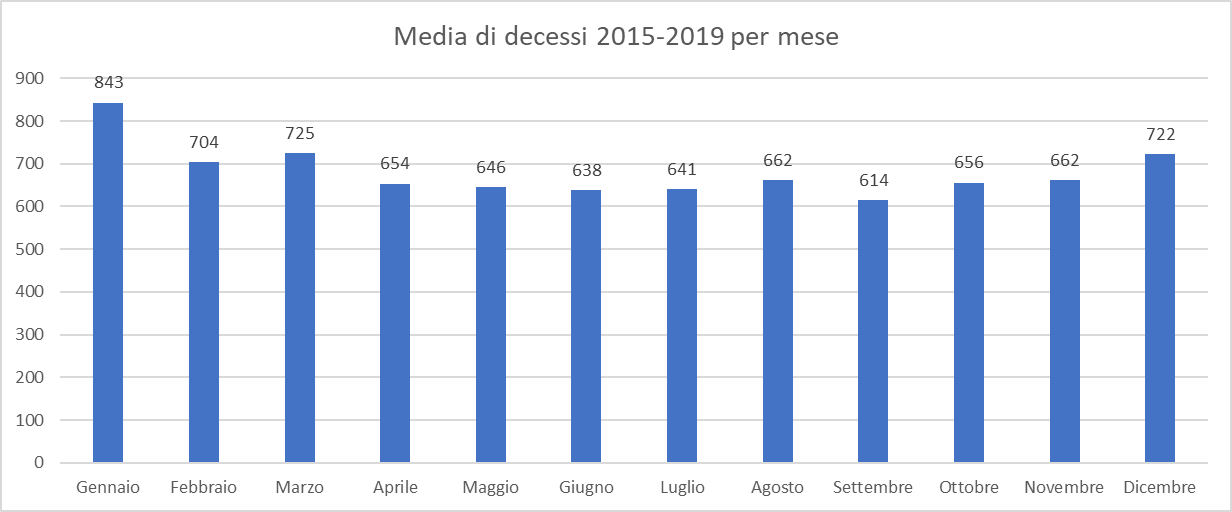 Media di decessi 2015-2019 per mese
900
800
700
600
500
400
300
200
100
0
843
704
725
654
646
638
641
662
614
656
662
722
Gennaio
Febbraio
Marzo
Aprile
Maggio
Giugno
Luglio
Agosto
Settembre
Ottobre
Novembre
Dicembre